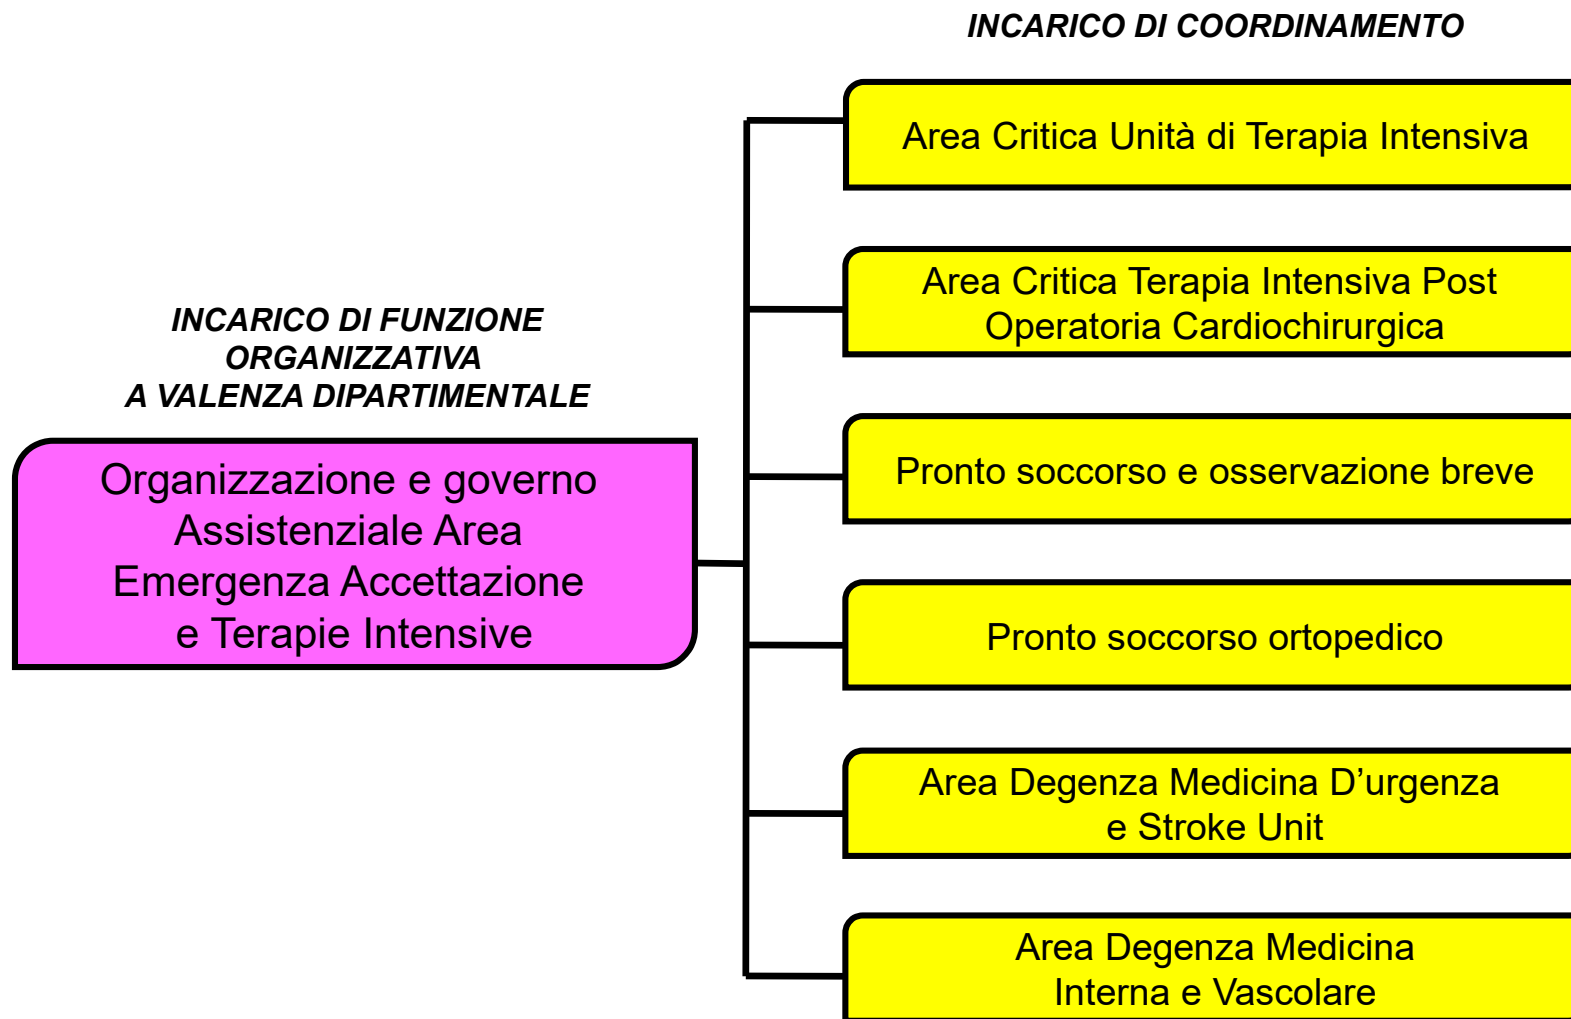 INCARICO DI COORDINAMENTO
Area Critica Unità di Terapia Intensiva
Area Critica Terapia Intensiva Post
Operatoria Cardiochirurgica
INCARICO DI FUNZIONE
ORGANIZZATIVA
A VALENZA DIPARTIMENTALE
Organizzazione e governo
Assistenziale Area
Emergenza Accettazione
e Terapie Intensive
Pronto soccorso e osservazione breve
Pronto soccorso ortopedico
Area Degenza Medicina D’urgenza
e Stroke Unit
Area Degenza Medicina
Interna e Vascolare